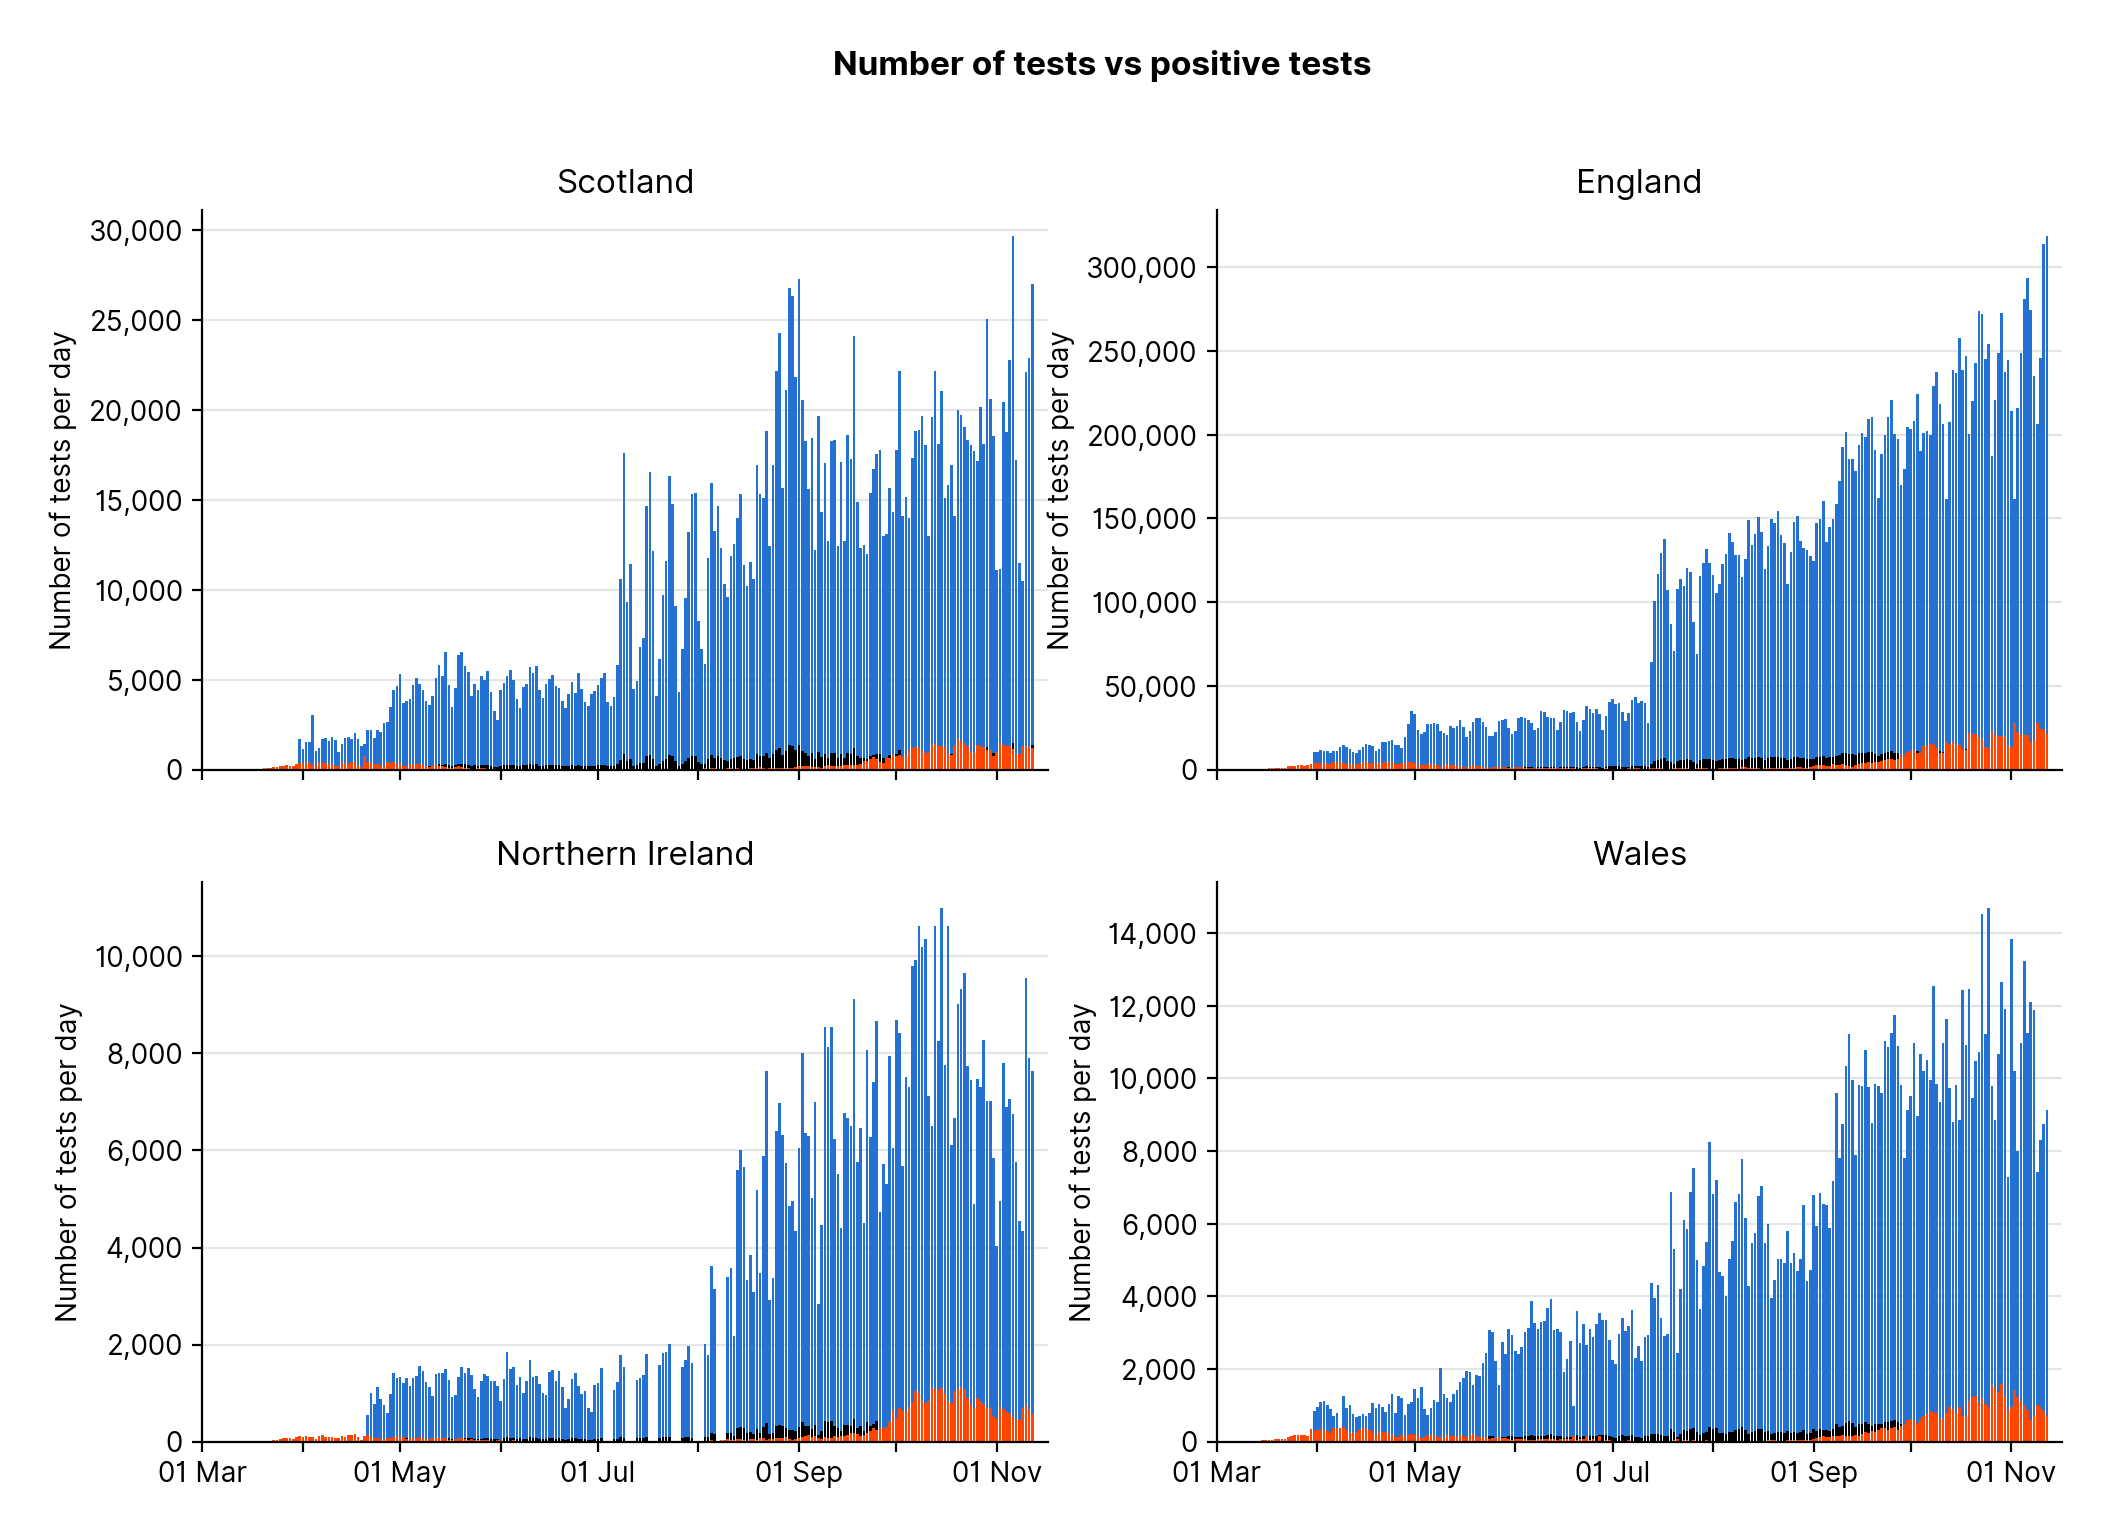 Number of tests vs positive tests
Scotland
30,000
25,000
20,000
15,000
10,000
5,000
0
Number of tests per day
England
300,000
250,000
200,000
150,000
100,000
50,000
0
Number of tests per day
Northern Ireland
10,000
8,000
6,000
4,000
2,000
0
Number of tests per day
01 Mar 01 May 01 Jul 01 Sep 01 Nov
Wales
14,000
12,000
10,000
8,000
6,000
4,000
2,000
0
Number of tests per day
01 Mar 01 May 01 Jul 01 Sep 01 Nov